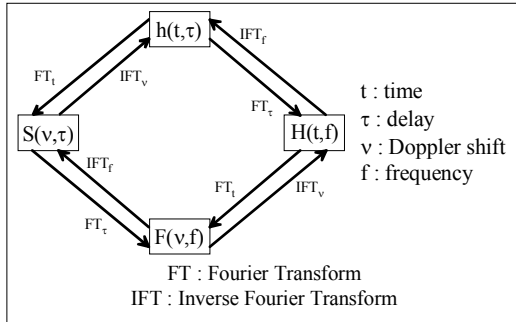 h(t,τ)
FT_t
IFT_ν
IFT_f
FT_τ
S(ν,τ)
H(t,f)
IFT_f
FT_τ
FT_t
IFT_ν
F(ν,f)
t : time
τ : delay
ν : Doppler shift
f : frequency
FT : Fourier Transform
IFT : Inverse Fourier Transform